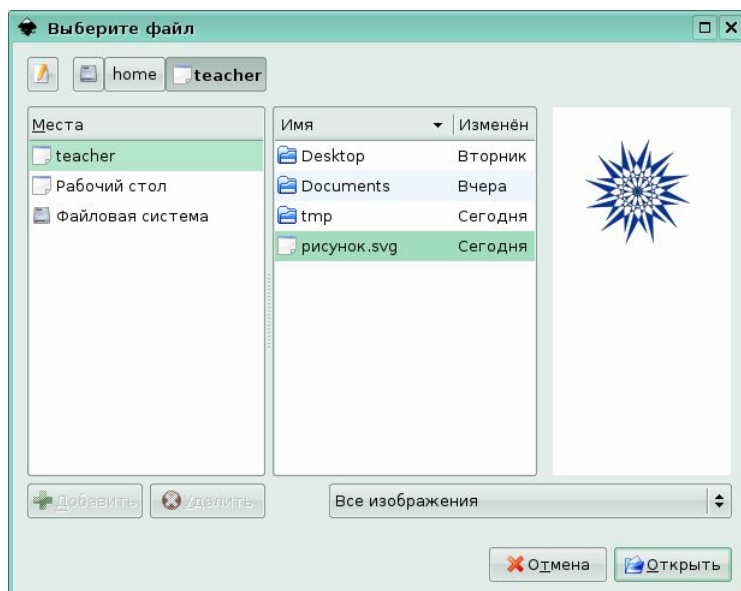 Выберите файл
home teacher
Места
teacher
Рабочий стол
Файловая система
Имя Изменён
Desktop Вторник
Documents Вчера
tmp Сегодня
рисунок.svg Сегодня
Добавить Удалить Все изображения
Отмена Открыть